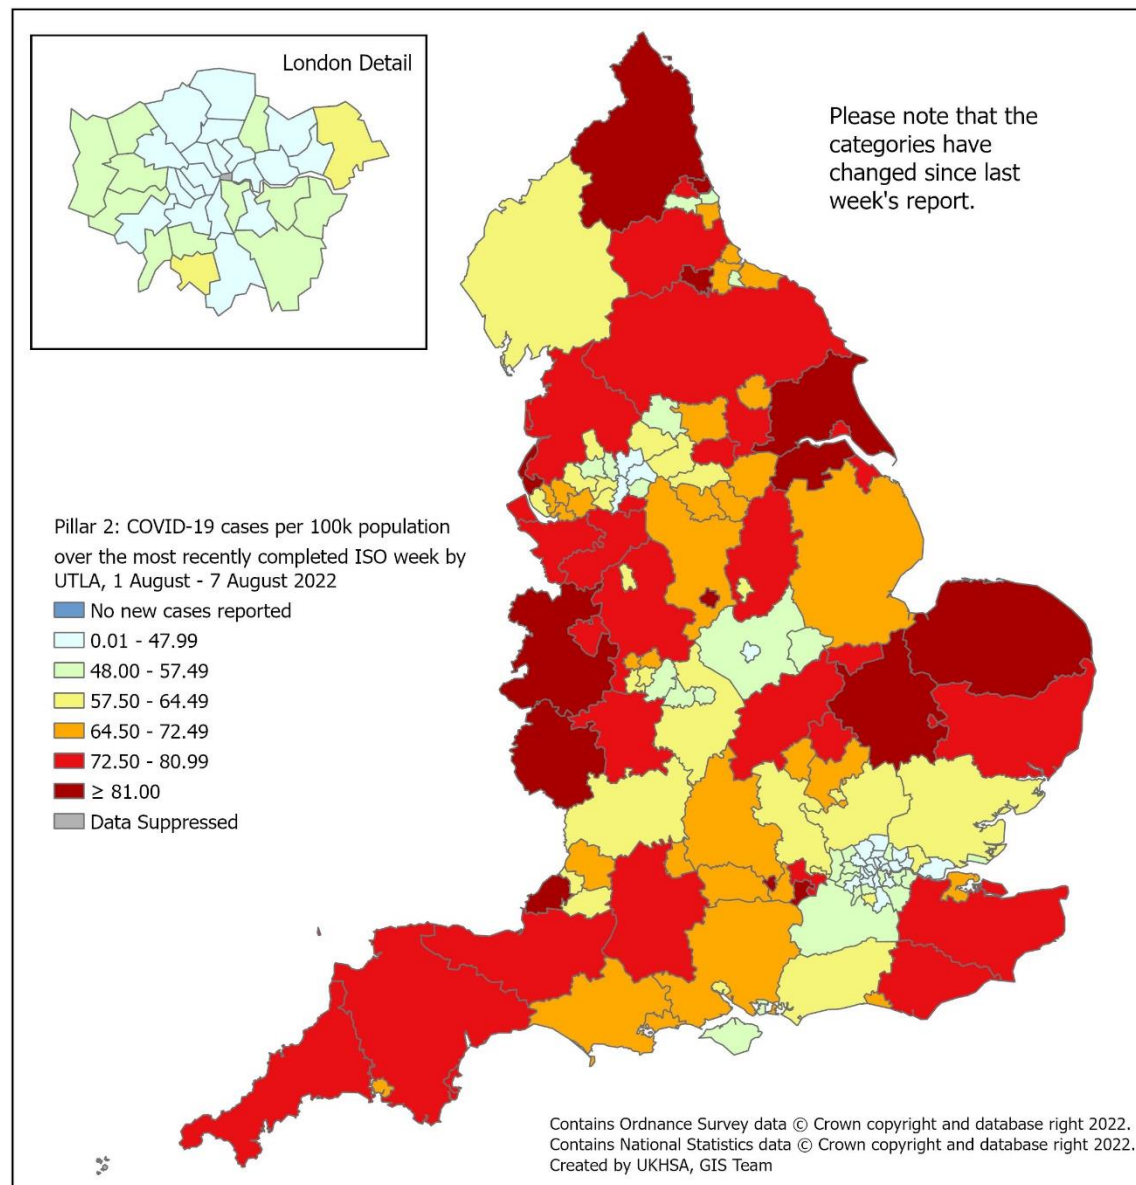 London Detail
Please note that the
categories have
changed since last
week's report.
Pillar 2: COVID-19 cases per 100k population
over the most recently completed ISO week by
UTLA, 1 August - 7 August 2022
No new cases reported
0.01 - 47.99
48.00 - 57.49
57.50 - 64.49
64.50 - 72.49
72.50 - 80.99
≥ 81.00
Data Suppressed
Contains Ordnance Survey data © Crown copyright and database right 2022.
Contains National Statistics data © Crown copyright and database right 2022.
Created by UKHSA, GIS Team